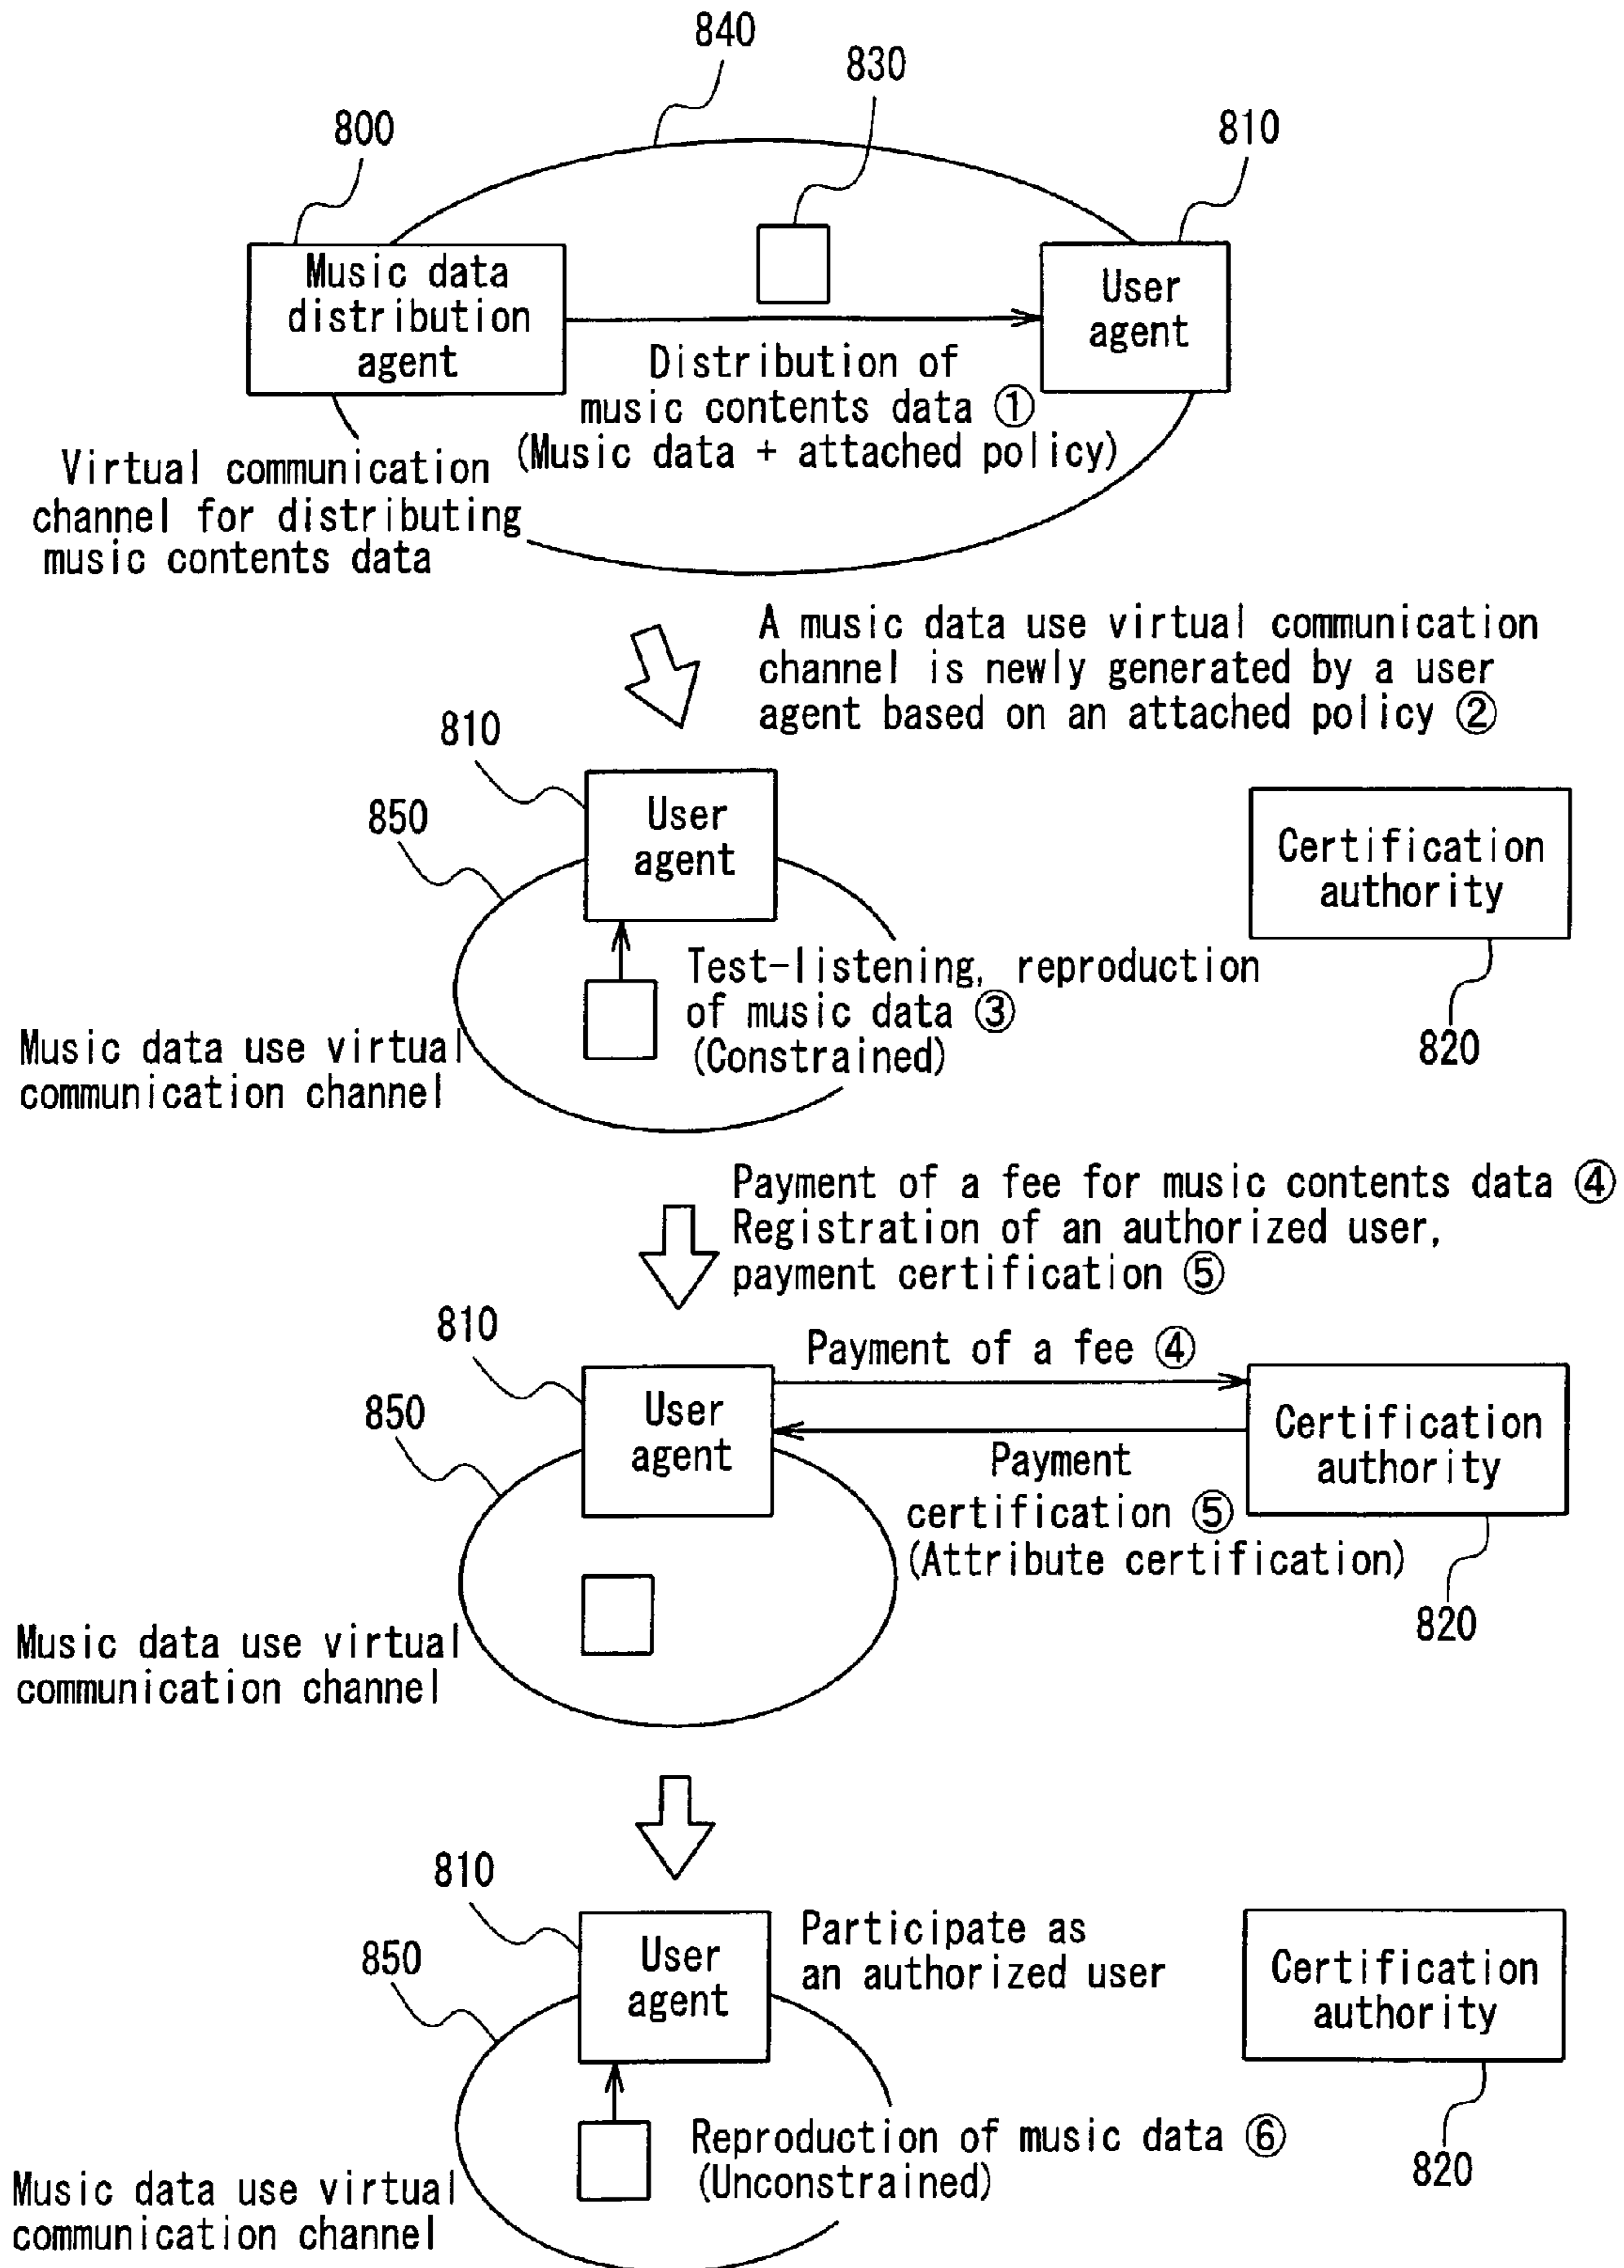 840
830
800
810
Music data
distribution
agent
User
agent
Distribution of
music contents data ①
(Music data + attached policy)
Virtual communication
channel for distributing
music contents data
A music data use virtual communication
channel is newly generated by a user
agent based on an attached policy ②
810
850
User
agent
Certification
authority
820
Test-listening, reproduction
of music data ③
(Constrained)
Music data use virtual
communication channel
Payment of a fee for music contents data ④
Registration of an authorized user,
payment certification ⑤
810
850
User
agent
Payment of a fee ④
Certification
authority
Payment
certification ⑤
(Attribute certification)
820
Music data use virtual
communication channel
810
850
User
agent
Participate as
an authorized user
Certification
authority
820
Reproduction of music data ⑥
(Unconstrained)
Music data use virtual
communication channel